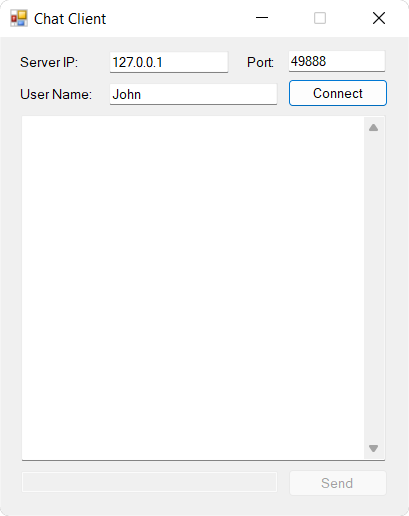 Chat Client
Server IP: 127.0.0.1 Port: 49888
User Name: John Connect
Send